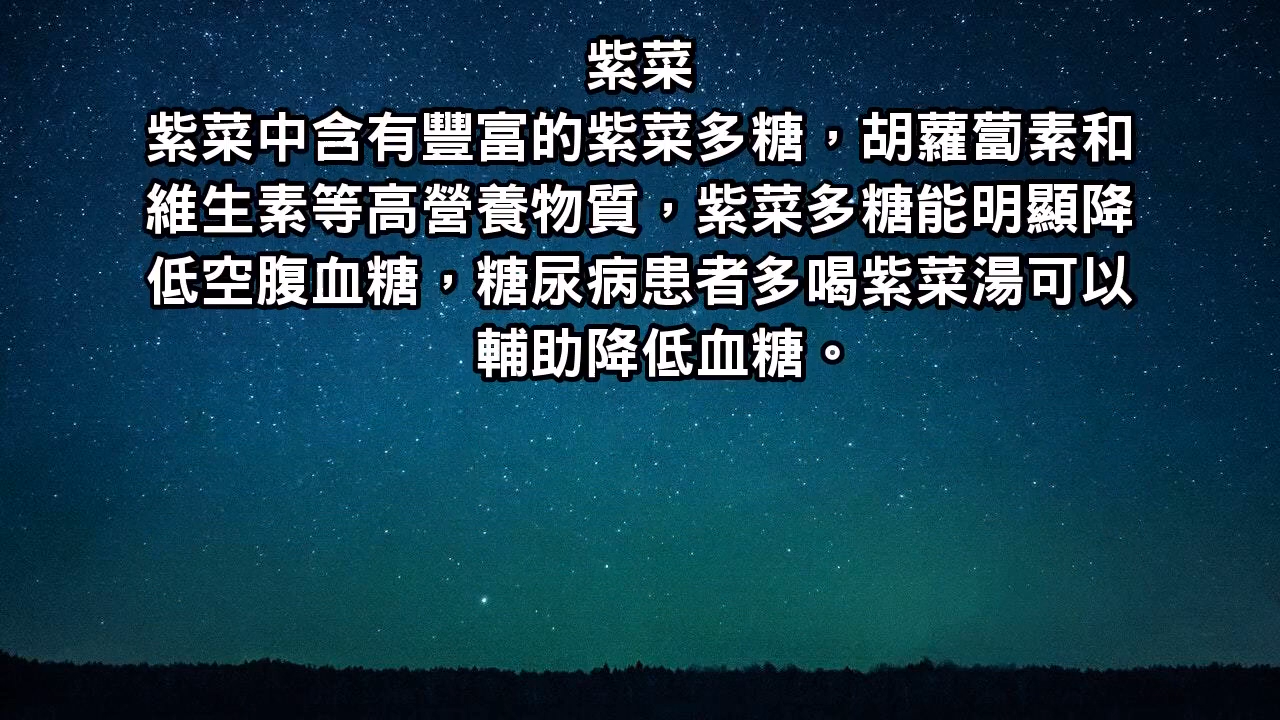 紫菜
紫菜中含有豐富的紫菜多糖，胡蘿蔔素和
維生素等高營養物質，紫菜多糖能明顯降
低空腹血糖，糖尿病患者多喝紫菜湯可以
輔助降低血糖。